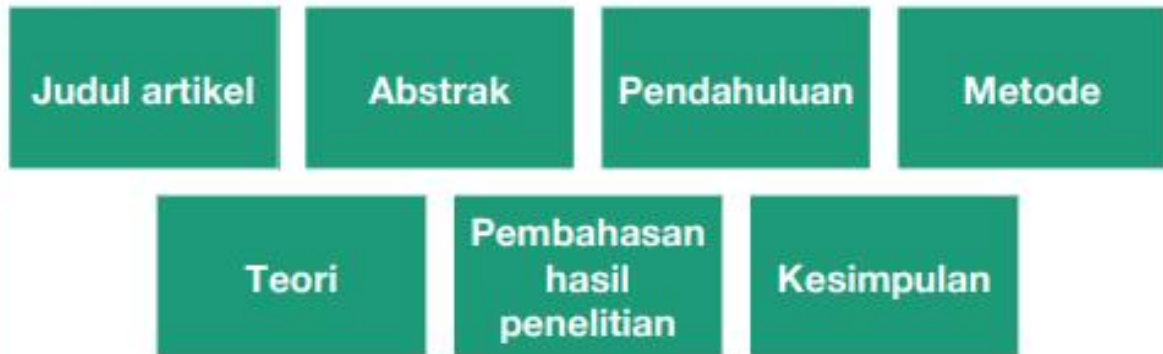 Judul artikel
Abstrak
Pendahuluan
Metode
Teori
Pembahasan
hasil
penelitian
Kesimpulan